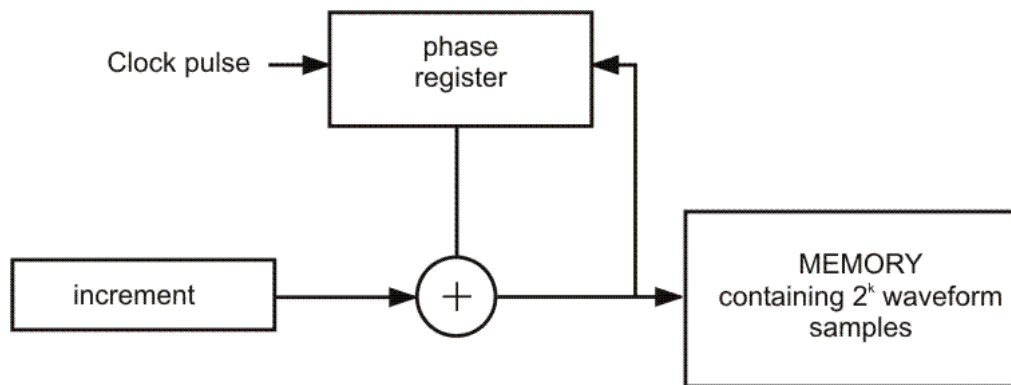 phase
register
Clock pulse
increment
+
MEMORY
containing 2ᵏ waveform
samples